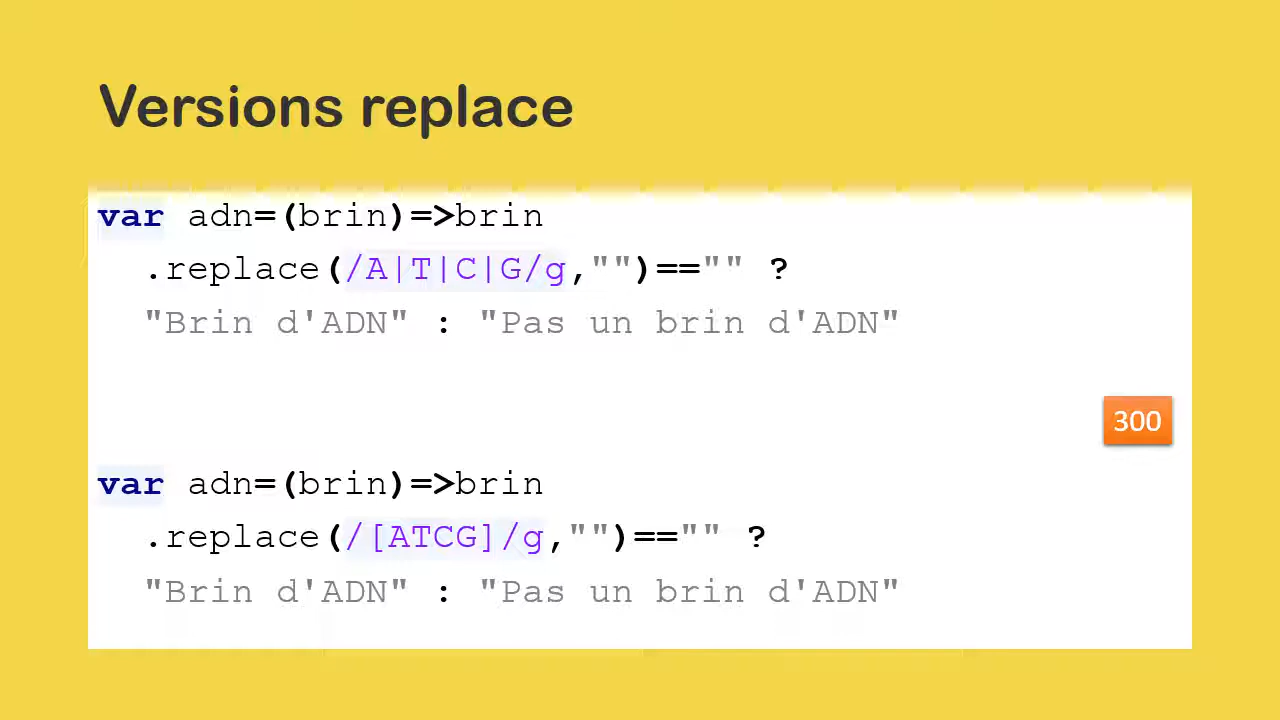 Versions replace
var adn=(brin)=>brin
.replace(/A|T|C|G/g,"")=="" ?
"Brin d'ADN" : "Pas un brin d'ADN"
300
var adn=(brin)=>brin
.replace(/[ATCG]/g,"")=="" ?
"Brin d'ADN" : "Pas un brin d'ADN"